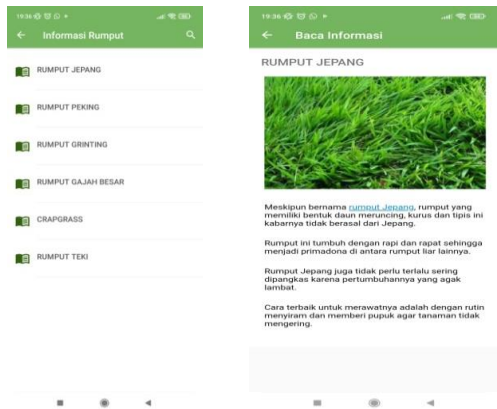 19.36
Informasi Rumput
RUMPUT JEPANG
RUMPUT PEKING
RUMPUT GRINTING
RUMPUT GAJAH BESAR
CRAPGRASS
RUMPUT TEKI
19.36
Baca Informasi
RUMPUT JEPANG
Meskipun bernama rumput Jepang, rumput yang
memiliki bentuk daun meruncing, kurus dan tipis ini
kabarnya tidak berasal dari Jepang.
Rumput ini tumbuh dengan rapi dan rapat sehingga
menjadi primadona di antara rumput liar lainnya.
Rumput Jepang juga tidak perlu terlalu sering
dipangkas karena pertumbuhannya yang agak
lambat.
Cara terbaik untuk merawatnya adalah dengan rutin
menyiram dan memberi pupuk agar tanaman tidak
mengering.